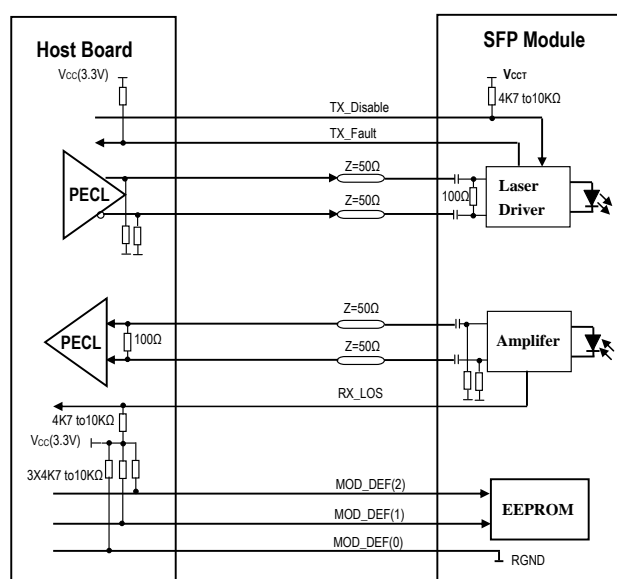 Host Board
SFP Module
Vcc(3.3V)
VCCT
4K7 to10KΩ
TX_Disable
TX_Fault
PECL
Z=50Ω
Z=50Ω
100Ω
Laser
Driver
PECL
100Ω
Z=50Ω
Z=50Ω
Amplifer
RX_LOS
4K7 to10KΩ
Vcc(3.3V)
3X4K7 to10KΩ
MOD_DEF(2)
MOD_DEF(1)
MOD_DEF(0)
EEPROM
RGND